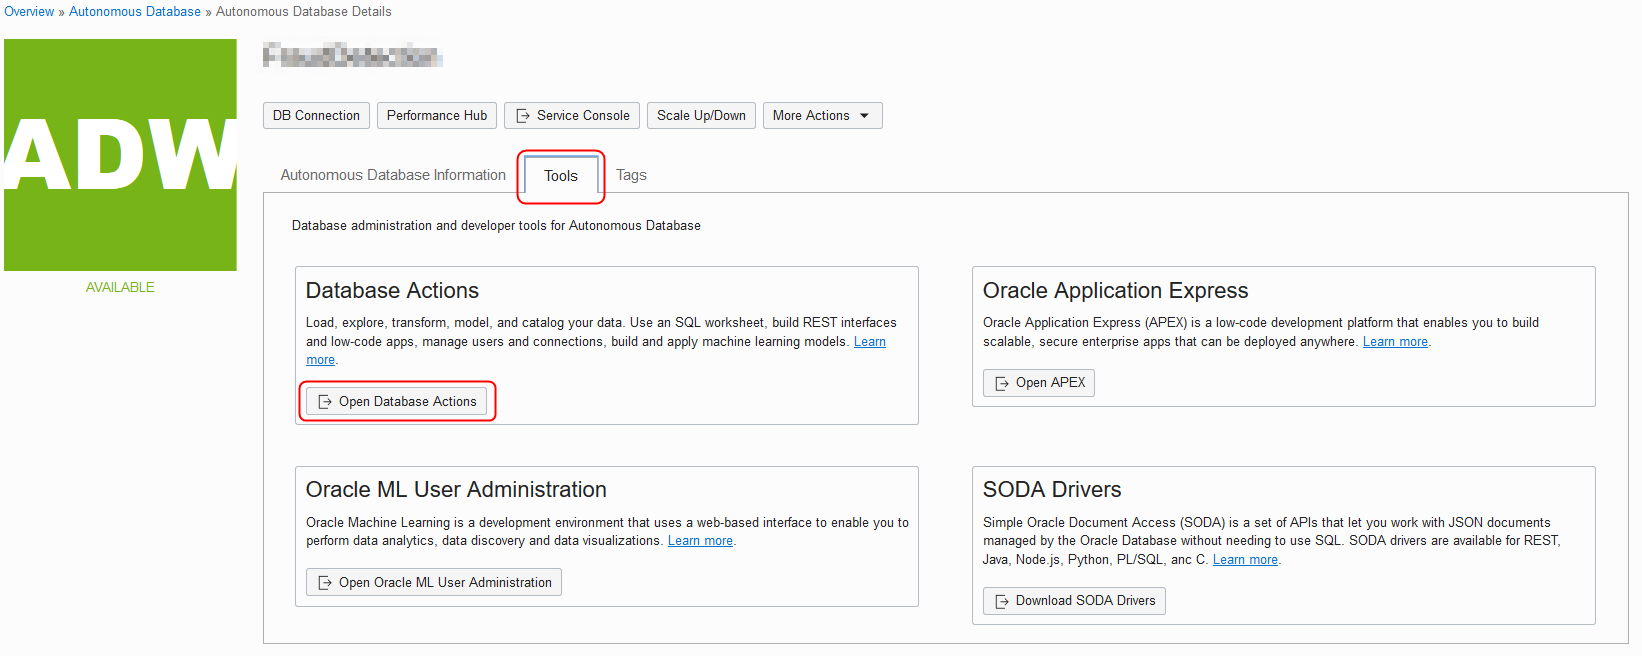 Overview » Autonomous Database » Autonomous Database Details
ADW
AVAILABLE
DB Connection
Performance Hub
Service Console
Scale Up/Down
More Actions
Autonomous Database Information
Tools
Tags
Database administration and developer tools for Autonomous Database
Database Actions
Load, explore, transform, model, and catalog your data. Use an SQL worksheet, build REST interfaces
and low-code apps, manage users and connections, build and apply machine learning models. Learn
more.
Open Database Actions
Oracle Application Express
Oracle Application Express (APEX) is a low-code development platform that enables you to build
scalable, secure enterprise apps that can be deployed anywhere. Learn more.
Open APEX
Oracle ML User Administration
Oracle Machine Learning is a development environment that uses a web-based interface to enable you to
perform data analytics, data discovery and data visualizations. Learn more.
Open Oracle ML User Administration
SODA Drivers
Simple Oracle Document Access (SODA) is a set of APIs that let you work with JSON documents
managed by the Oracle Database without needing to use SQL. SODA drivers are available for REST,
Java, Node.js, Python, PL/SQL, anc C. Learn more.
Download SODA Drivers